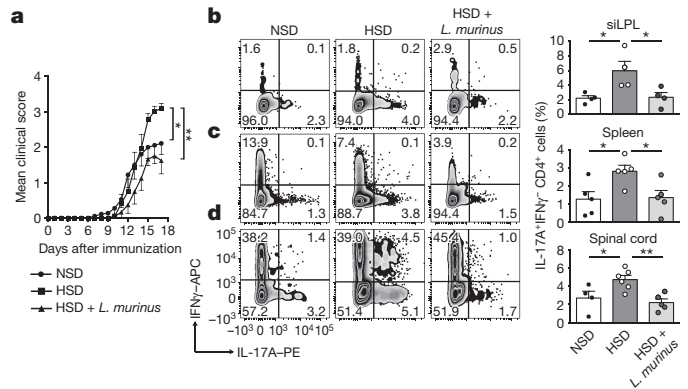 a
Mean clinical score
4
3
2
1
0
0 3 6 9 12 15 18
Days after immunization
*
**
NSD
HSD
HSD + L. murinus
b
NSD
HSD
HSD +
L. murinus
1.6 0.1
96.0 2.3
1.8 0.2
94.0 4.0
2.9 0.5
94.4 2.2
c
13.9 0.1
84.7 1.3
7.4 0.1
88.7 3.8
3.9 0.2
94.4 1.5
d
38.2 1.4
57.2 3.2
39.0 4.5
51.4 5.1
45.4 1.0
51.9 1.7
10⁵
10⁴
10³
0
−10³
−10³ 0 10³ 10⁴ 10⁵
IFNγ–APC
IL-17A–PE
IL-17A⁺IFNγ⁻ CD4⁺ cells (%)
siLPL
* *
10
8
6
4
2
0
Spleen
* *
4
3
2
1
0
Spinal cord
* **
8
6
4
2
0
NSD
HSD
HSD +
L. murinus